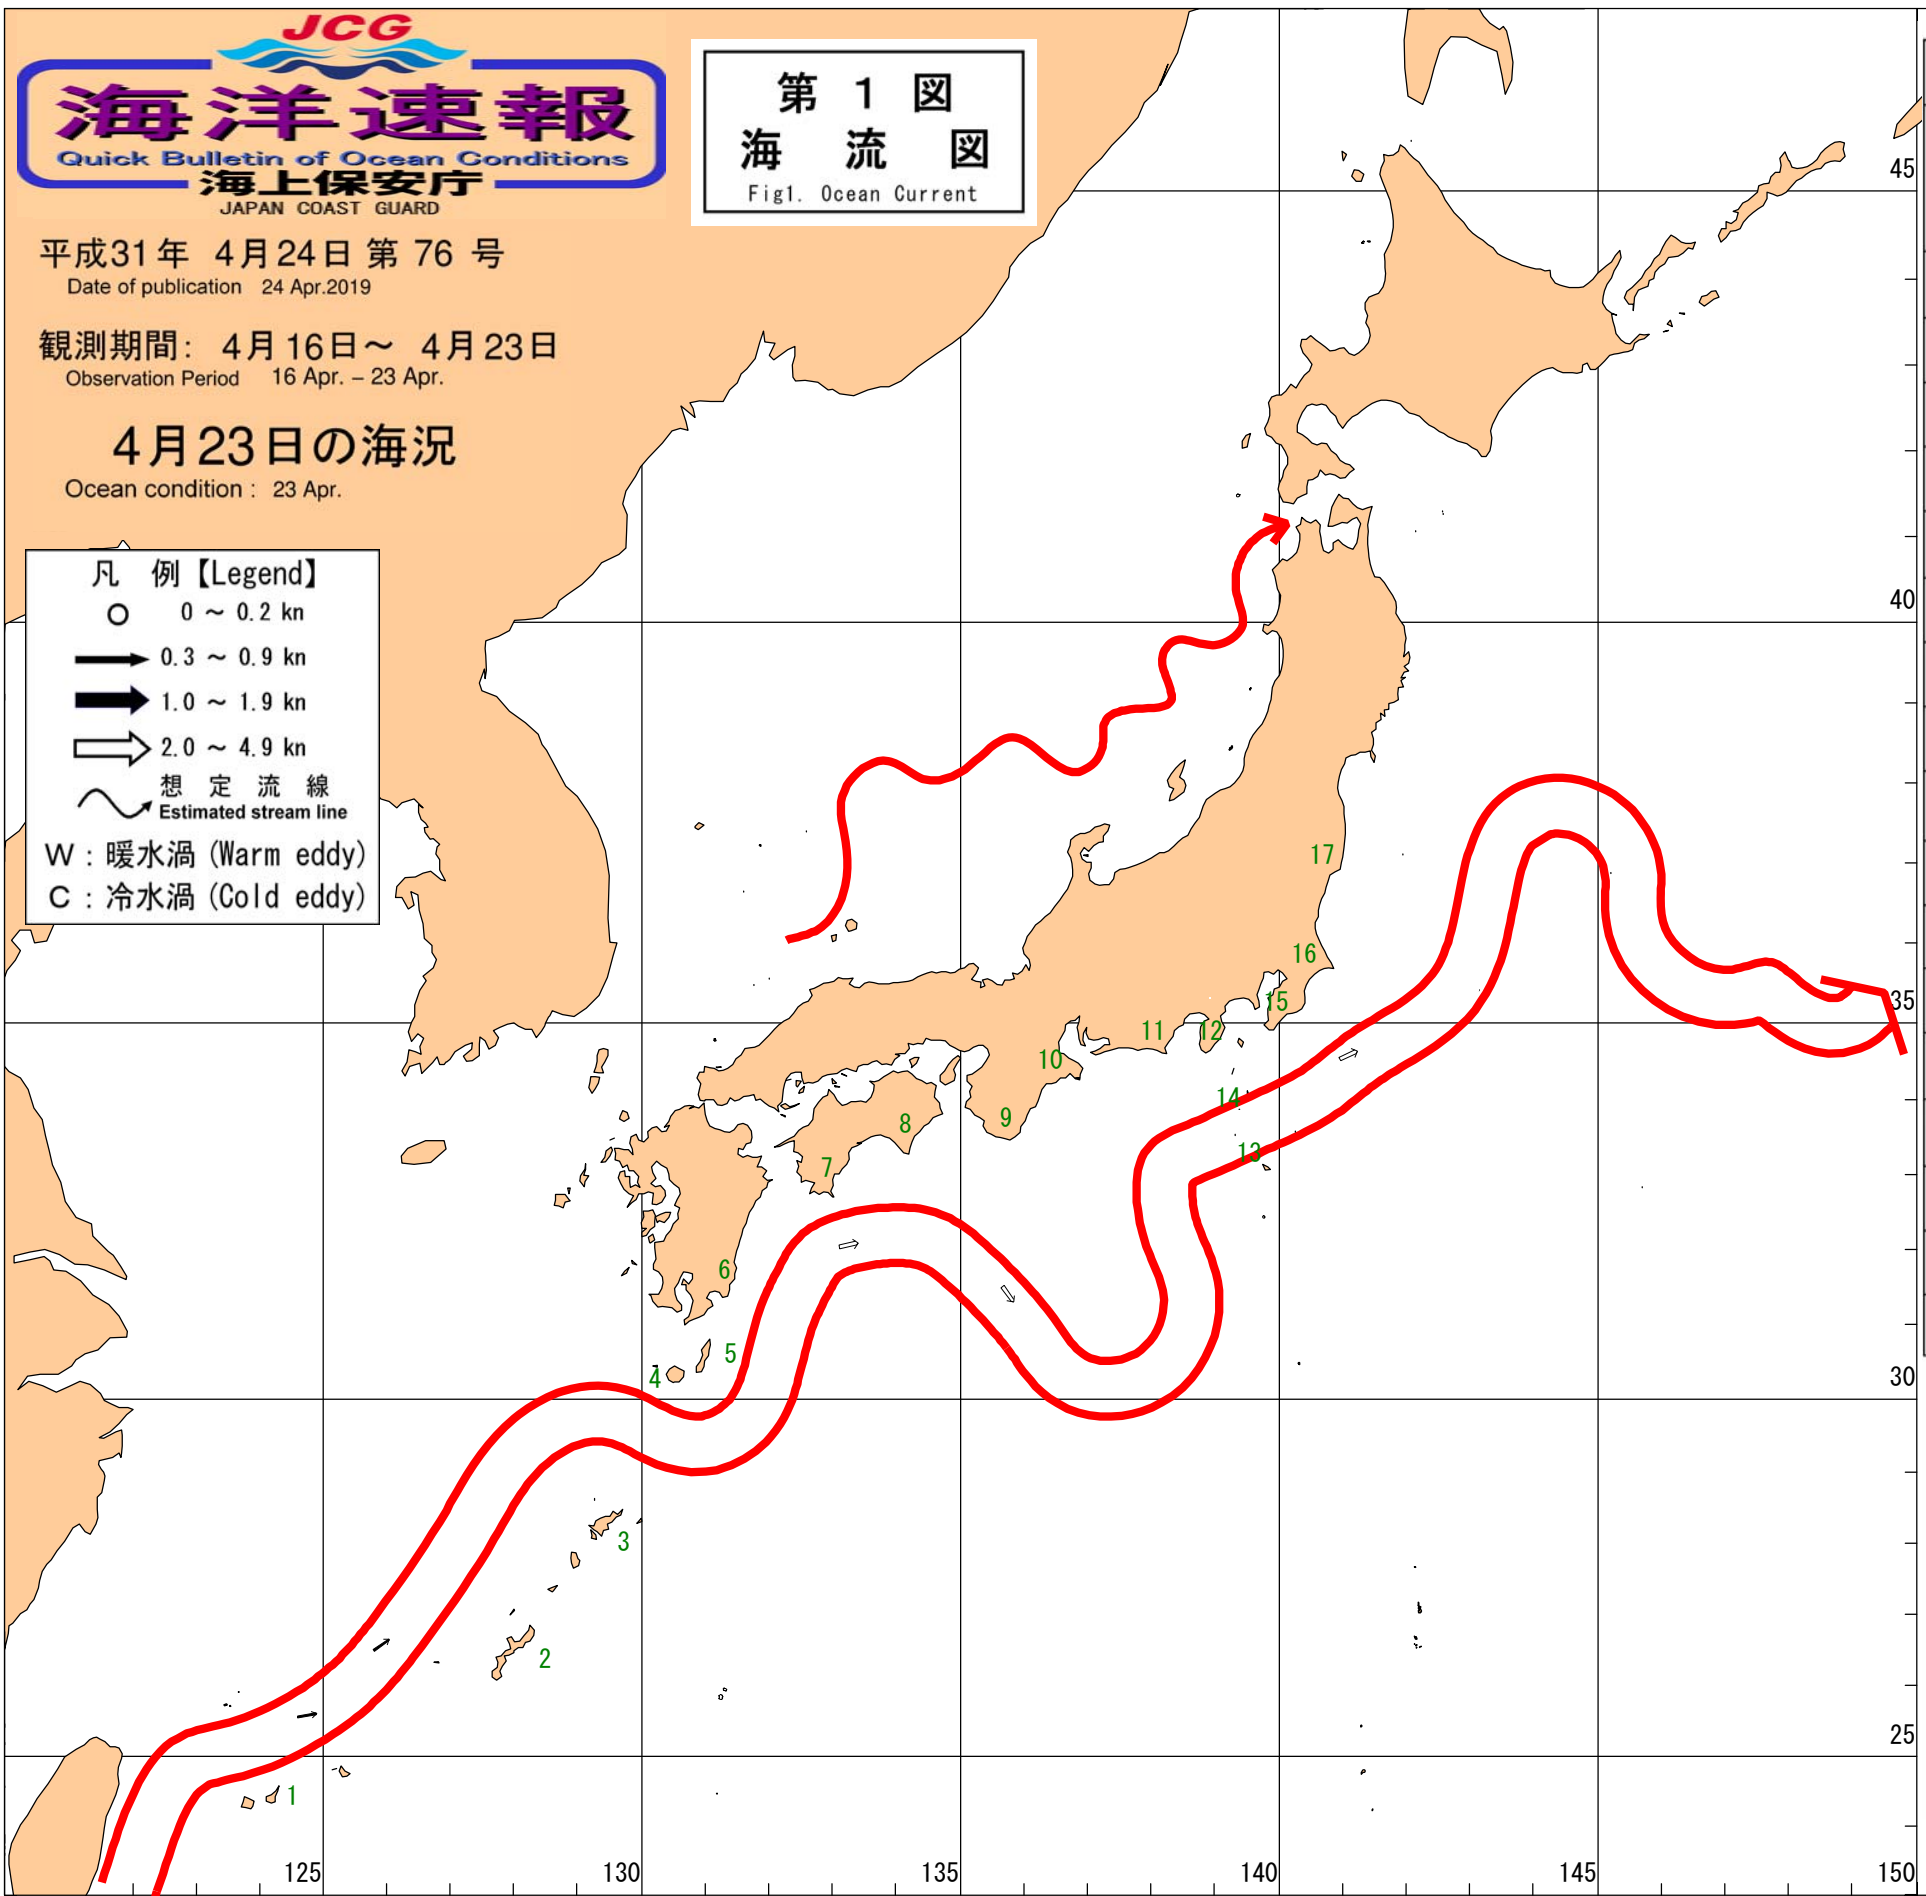 JCG
海洋速報
Quick Bulletin of Ocean Conditions
海上保安庁
JAPAN COAST GUARD
平成31年 4月24日 第 76 号
Date of publication 24 Apr.2019
観測期間: 4月16日～ 4月23日
Observation Period 16 Apr. – 23 Apr.
4月23日の海況
Ocean condition : 23 Apr.
第 1 図
海 流 図
Fig1. Ocean Current
凡 例【Legend】
0 ～ 0.2 kn
0.3 ～ 0.9 kn
1.0 ～ 1.9 kn
2.0 ～ 4.9 kn
想 定 流 線
Estimated stream line
W : 暖水渦 (Warm eddy)
C : 冷水渦 (Cold eddy)
45
40
35
30
25
17
16
15
12
11
10
14
9
8
13
7
6
5
4
3
2
1
125
130
135
140
145
150